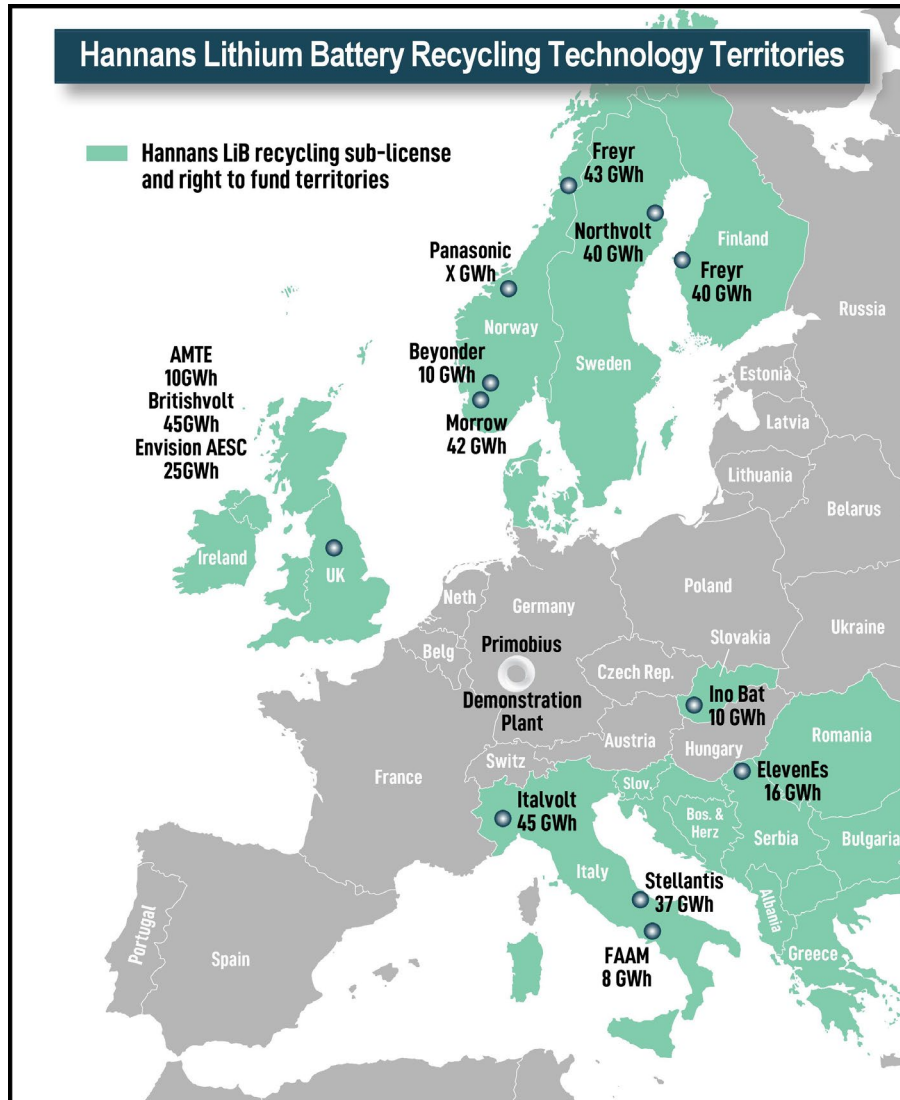 Hannans Lithium Battery Recycling Technology Territories
Hannans LiB recycling sub-license
and right to fund territories
Freyr
43 GWh
Northvolt
40 GWh
Finland
Freyr
40 GWh
Panasonic
X GWh
Norway
Russia
Beyonder
10 GWh
Sweden
Morrow
42 GWh
AMTE
10GWh
Britishvolt
45GWh
Envision AESC
25GWh
Estonia
Latvia
Lithuania
Belarus
Ireland
UK
Neth
Germany
Poland
Ukraine
Belg
Primobius
Demonstration
Plant
Czech Rep.
Slovakia
Ino Bat
10 GWh
Austria
Hungary
Romania
France
Switz
ElevenEs
16 GWh
Slov.
Italvolt
45 GWh
Bos. &
Herz
Serbia
Bulgaria
Italy
Stellantis
37 GWh
Albania
FAAM
8 GWh
Greece
Portugal
Spain